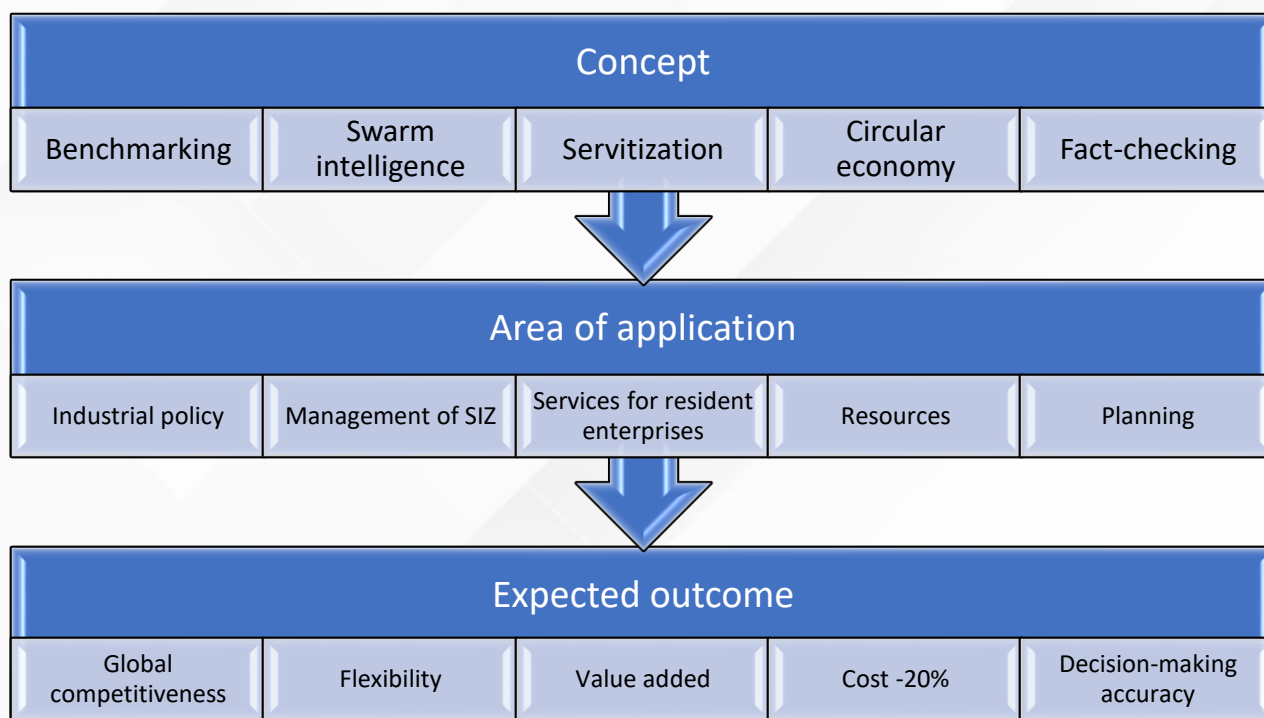 Concept
Benchmarking
Swarm
intelligence
Servitization
Circular
economy
Fact-checking
Area of application
Industrial policy
Management of SIZ
Services for resident
enterprises
Resources
Planning
Expected outcome
Global
competitiveness
Flexibility
Value added
Cost -20%
Decision-making
accuracy